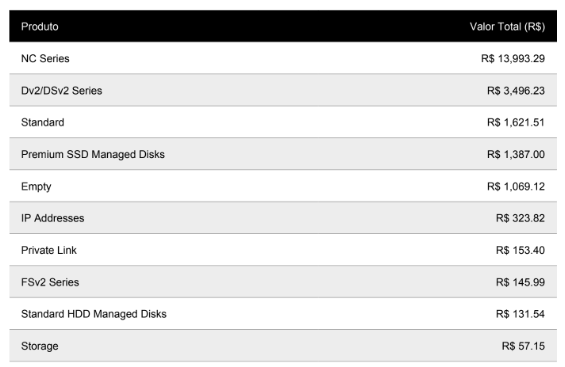 Produto Valor Total (R$)
NC Series R$ 13,993.29
Dv2/DSv2 Series R$ 3,496.23
Standard R$ 1,621.51
Premium SSD Managed Disks R$ 1,387.00
Empty R$ 1,069.12
IP Addresses R$ 323.82
Private Link R$ 153.40
FSv2 Series R$ 145.99
Standard HDD Managed Disks R$ 131.54
Storage R$ 57.15